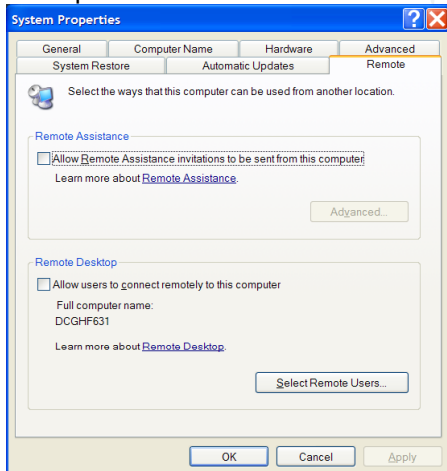 System Properties
General Computer Name Hardware Advanced
System Restore Automatic Updates Remote
Select the ways that this computer can be used from another location.
Remote Assistance
Allow Remote Assistance invitations to be sent from this computer
Learn more about Remote Assistance.
Advanced...
Remote Desktop
Allow users to connect remotely to this computer
Full computer name:
DCGHF631
Learn more about Remote Desktop.
Select Remote Users...
OK Cancel Apply